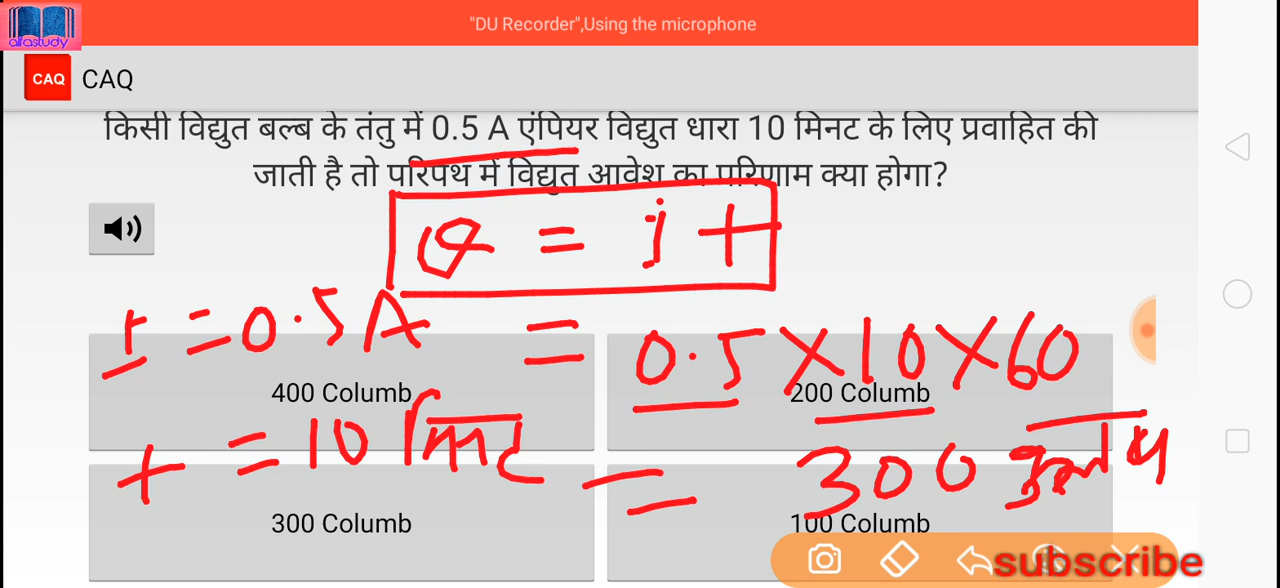 "DU Recorder",Using the microphone
alfastudy
CAQ CAQ
किसी विद्युत बल्ब के तंतु में 0.5 A एंपियर विद्युत धारा 10 मिनट के लिए प्रवाहित की
जाती है तो परिपथ में विद्युत आवेश का परिणाम क्या होगा?
Q = it
I = 0.5 A = 0.5 × 10 × 60
400 Columb
200 Columb
t = 10 मिनट = 300
300 Columb
100 Columb
subscribe